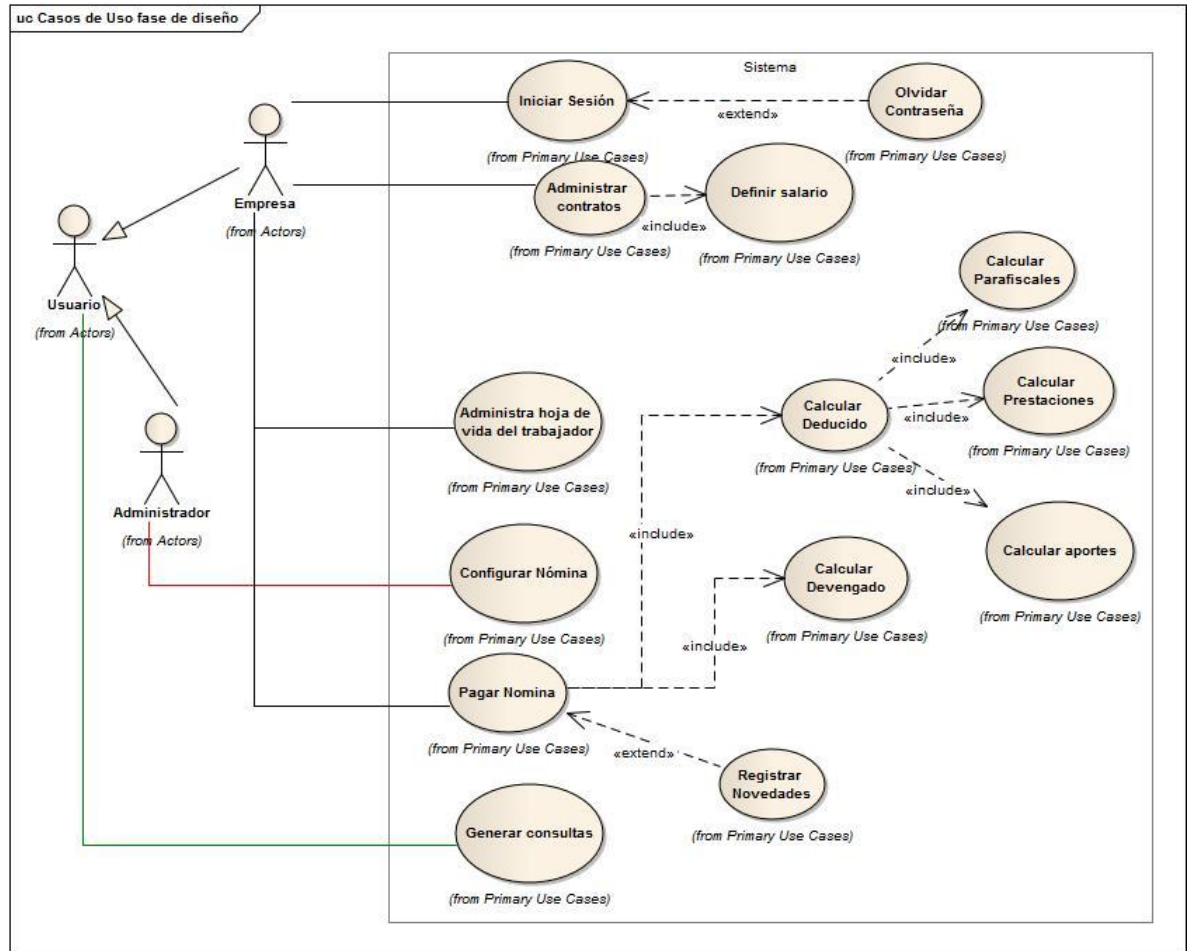 uc Casos de Uso fase de diseño
Sistema
Iniciar Sesión
(from Primary Use Cases)
«extend»
Olvidar
Contraseña
(from Primary Use Cases)
Empresa
(from Actors)
Administrar
contratos
(from Primary Use Cases)
«include»
Definir salario
(from Primary Use Cases)
Usuario
(from Actors)
Calcular
Parafiscales
(from Primary Use Cases)
«include»
Administra hoja de
vida del trabajador
(from Primary Use Cases)
Calcular
Deducido
(from Primary Use Cases)
«include»
Calcular
Prestaciones
(from Primary Use Cases)
«include»
Administrador
(from Actors)
«include»
Calcular aportes
(from Primary Use Cases)
Configurar Nómina
(from Primary Use Cases)
Calcular
Devengado
(from Primary Use Cases)
«include»
Pagar Nomina
(from Primary Use Cases)
«extend»
Registrar
Novedades
(from Primary Use Cases)
Generar consultas
(from Primary Use Cases)